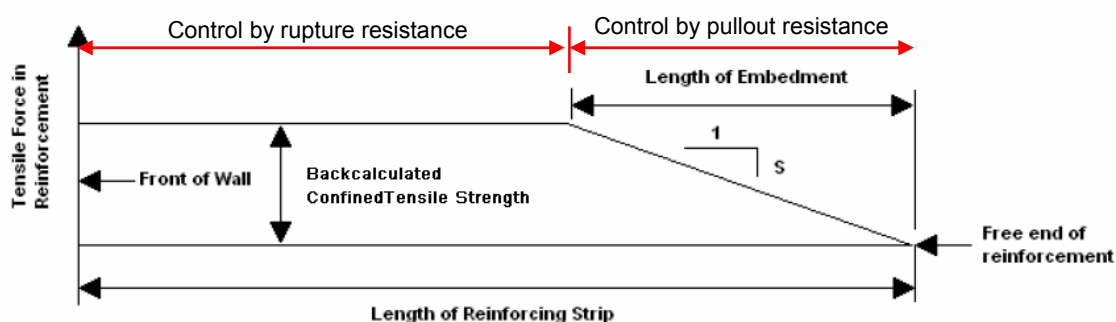 Control by rupture resistance
Control by pullout resistance
Length of Embedment
Tensile Force in
Reinforcement
1
S
Front of Wall
Backcalculated
ConfinedTensile Strength
Free end of
reinforcement
Length of Reinforcing Strip